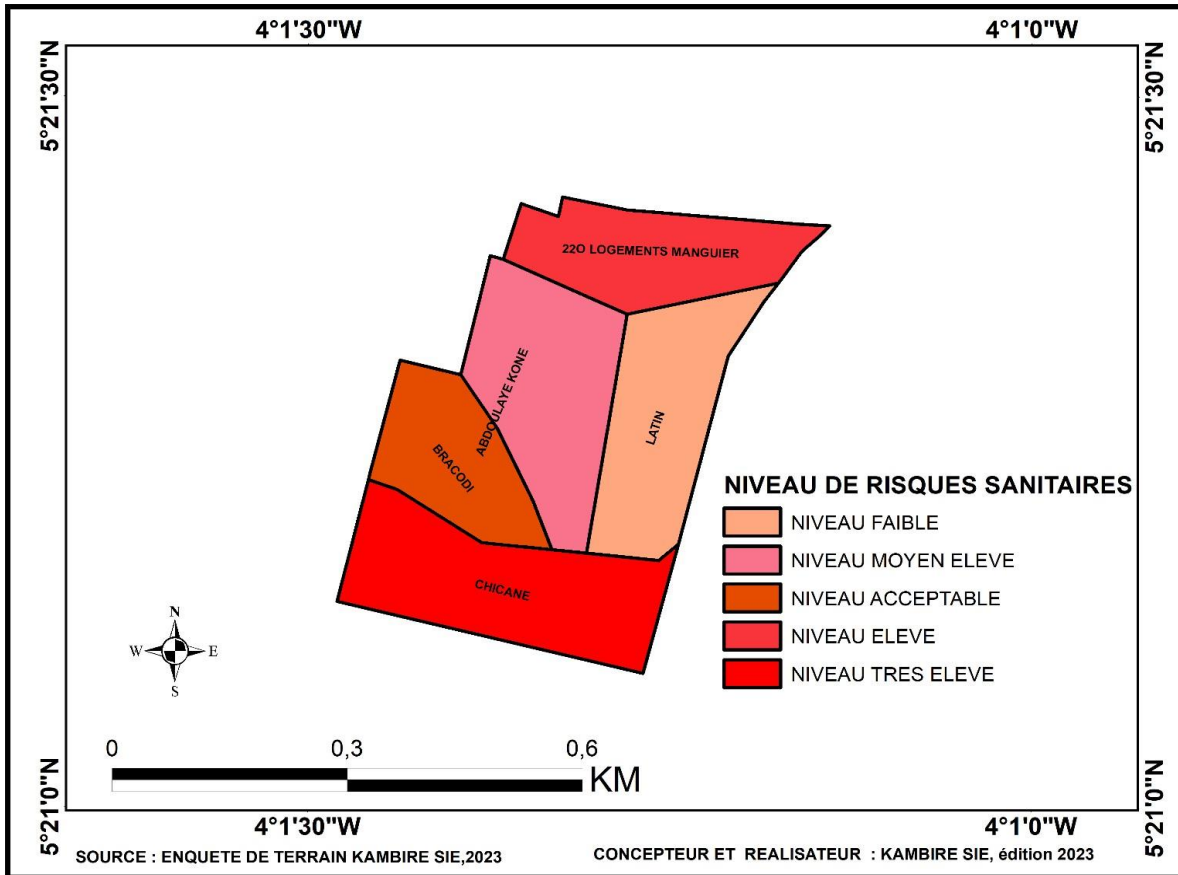 4°1'30"W
4°1'0"W
5°21'30"N
5°21'30"N
22O LOGEMENTS MANGUIER
ABDOULAYE KONE
LATIN
BRACODI
CHICANE
NIVEAU DE RISQUES SANITAIRES
NIVEAU FAIBLE
NIVEAU MOYEN ELEVE
NIVEAU ACCEPTABLE
NIVEAU ELEVE
NIVEAU TRES ELEVE
N
W
E
S
0
0,3
0,6
KM
5°21'0"N
5°21'0"N
4°1'30"W
4°1'0"W
SOURCE : ENQUETE DE TERRAIN KAMBIRE SIE,2023
CONCEPTEUR ET REALISATEUR : KAMBIRE SIE, édition 2023